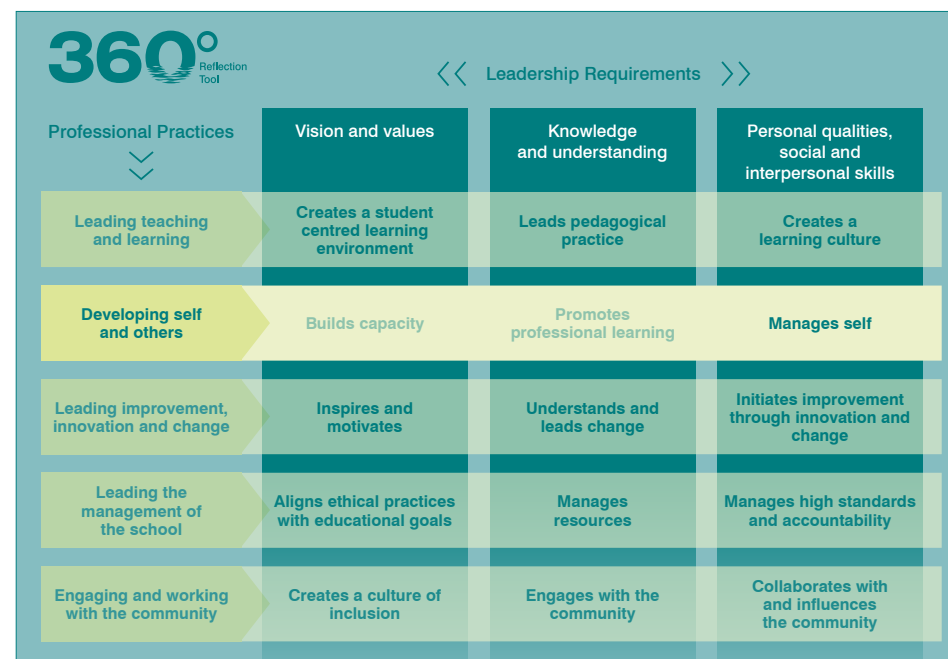 360°
Reflection
Tool
Leadership Requirements
Professional Practices
Vision and values
Knowledge
and understanding
Personal qualities,
social and
interpersonal skills
Leading teaching
and learning
Creates a student
centred learning
environment
Leads pedagogical
practice
Creates a
learning culture
Developing self
and others
Builds capacity
Promotes
professional learning
Manages self
Leading improvement,
innovation and change
Inspires and
motivates
Understands and
leads change
Initiates improvement
through innovation and
change
Leading the
management of
the school
Aligns ethical practices
with educational goals
Manages
resources
Manages high standards
and accountability
Engaging and working
with the community
Creates a culture of
inclusion
Engages with the
community
Collaborates with
and influences
the community